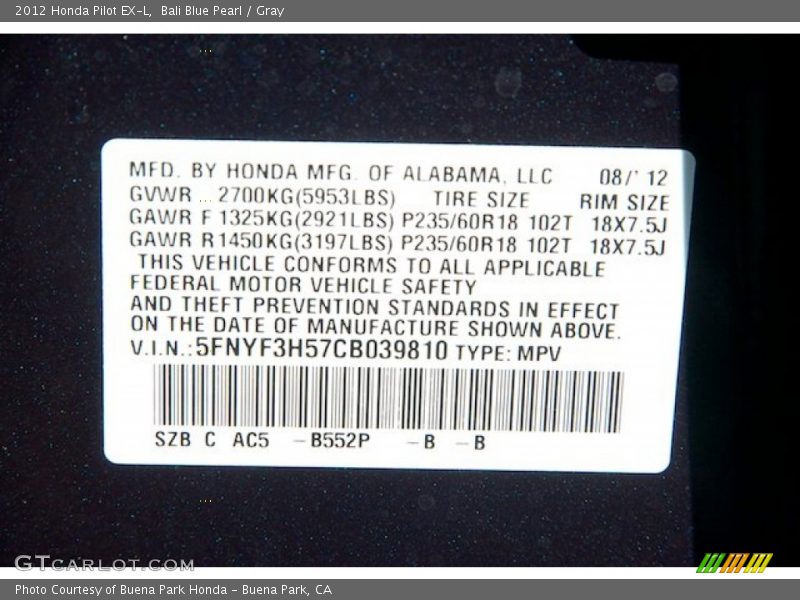 2012 Honda Pilot EX-L, Bali Blue Pearl / Gray
MFD. BY HONDA MFG. OF ALABAMA, LLC 08/' 12
GVWR ... 2700KG(5953LBS) TIRE SIZE RIM SIZE
GAWR F 1325KG(2921LBS) P235/60R18 102T 18X7.5J
GAWR R 1450KG(3197LBS) P235/60R18 102T 18X7.5J
THIS VEHICLE CONFORMS TO ALL APPLICABLE
FEDERAL MOTOR VEHICLE SAFETY
AND THEFT PREVENTION STANDARDS IN EFFECT
ON THE DATE OF MANUFACTURE SHOWN ABOVE.
V.I.N.: 5FNYF3H57CB039810 TYPE: MPV
SZB C AC5 -B552P -B -B
GTCARLOT.COM
Photo Courtesy of Buena Park Honda - Buena Park, CA